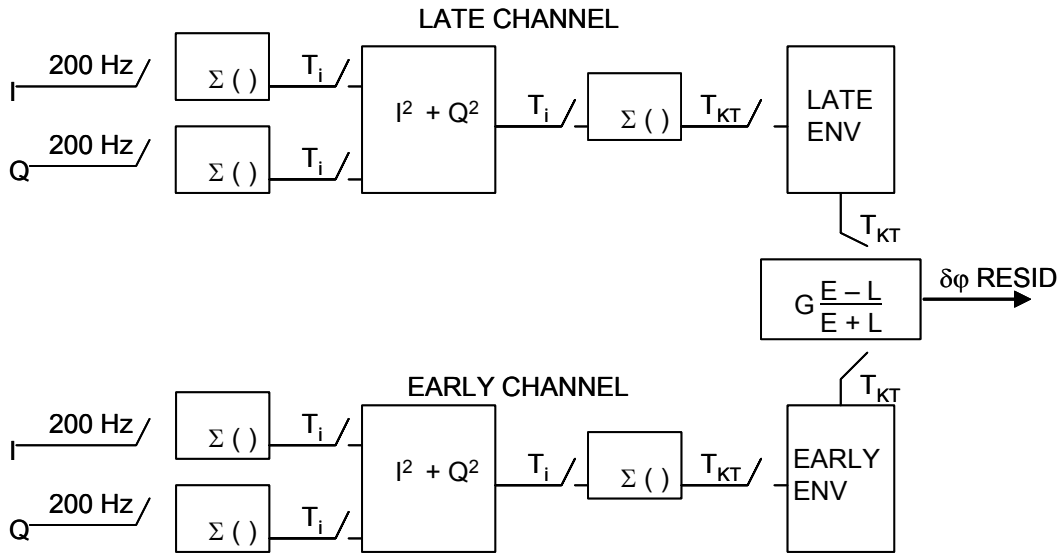 LATE CHANNEL
I 200 Hz Σ ( ) Tᵢ
Q 200 Hz Σ ( ) Tᵢ
I² + Q² Tᵢ Σ ( ) T_KT
LATE
ENV
T_KT
G (E – L)/(E + L)
δφ RESID
T_KT
EARLY CHANNEL
I 200 Hz Σ ( ) Tᵢ
Q 200 Hz Σ ( ) Tᵢ
I² + Q² Tᵢ Σ ( ) T_KT
EARLY
ENV